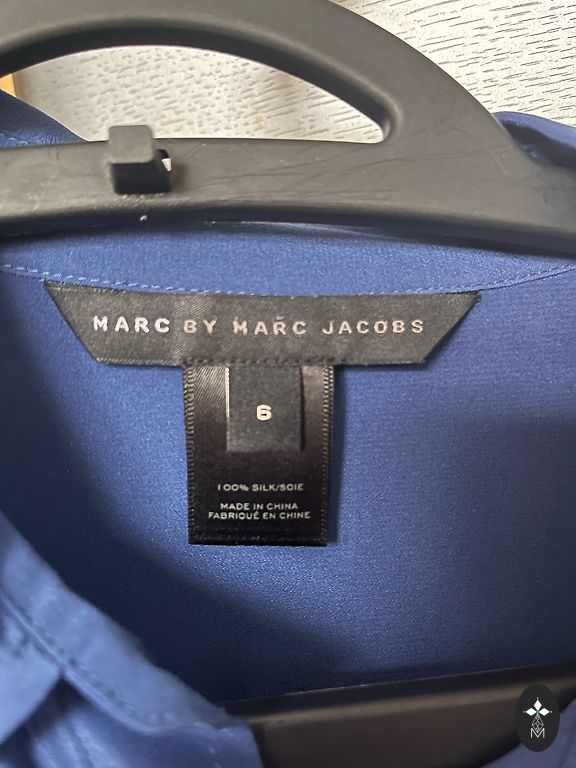 MARC BY MARC JACOBS
6
100% SILK/SOIE
MADE IN CHINA
FABRIQUÉ EN CHINE
M